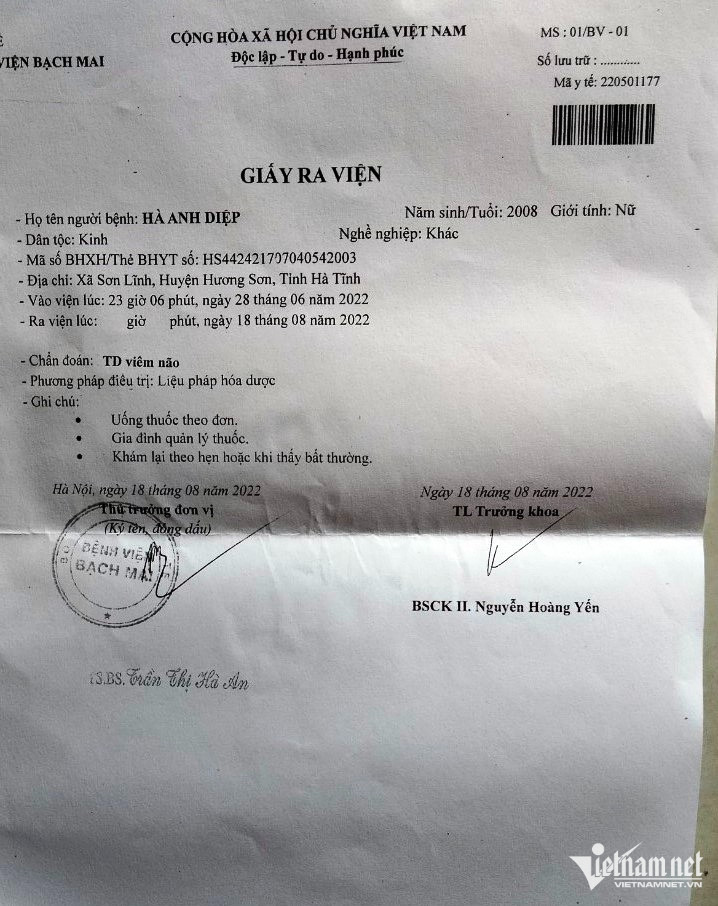 CỘNG HÒA XÃ HỘI CHỦ NGHĨA VIỆT NAM
Độc lập - Tự do - Hạnh phúc
VIỆN BẠCH MAI
MS : 01/BV - 01
Số lưu trữ : ............
Mã y tế: 220501177
GIẤY RA VIỆN
- Họ tên người bệnh: HÀ ANH DIỆP Năm sinh/Tuổi: 2008 Giới tính: Nữ
- Dân tộc: Kinh Nghề nghiệp: Khác
- Mã số BHXH/Thẻ BHYT số: HS442421707040542003
- Địa chỉ: Xã Sơn Lĩnh, Huyện Hương Sơn, Tỉnh Hà Tĩnh
- Vào viện lúc: 23 giờ 06 phút, ngày 28 tháng 06 năm 2022
- Ra viện lúc: giờ phút, ngày 18 tháng 08 năm 2022
- Chẩn đoán: TD viêm não
- Phương pháp điều trị: Liệu pháp hóa dược
- Ghi chú:
• Uống thuốc theo đơn.
• Gia đình quản lý thuốc.
• Khám lại theo hẹn hoặc khi thấy bất thường.
Hà Nội, ngày 18 tháng 08 năm 2022 Ngày 18 tháng 08 năm 2022
Thủ trưởng đơn vị TL Trưởng khoa
(Ký tên, đóng dấu)
BỆNH VIỆN
BẠCH MAI
BSCK II. Nguyễn Hoàng Yến
TS.BS. Trần Thị Hà An
Vietnamnet
VIETNAMNET.VN